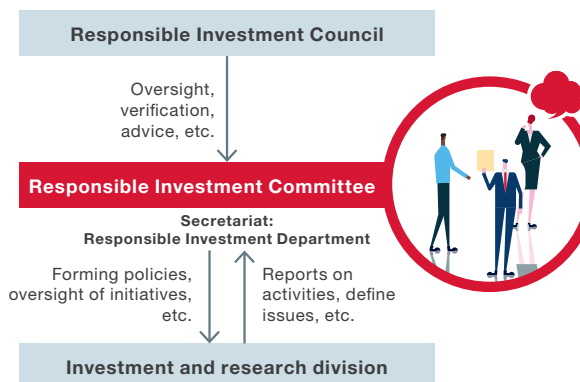 Responsible Investment Council
Oversight,
verification,
advice, etc.
Responsible Investment Committee
Secretariat:
Responsible Investment Department
Forming policies,
oversight of initiatives,
etc.
Reports on
activities, define
issues, etc.
Investment and research division